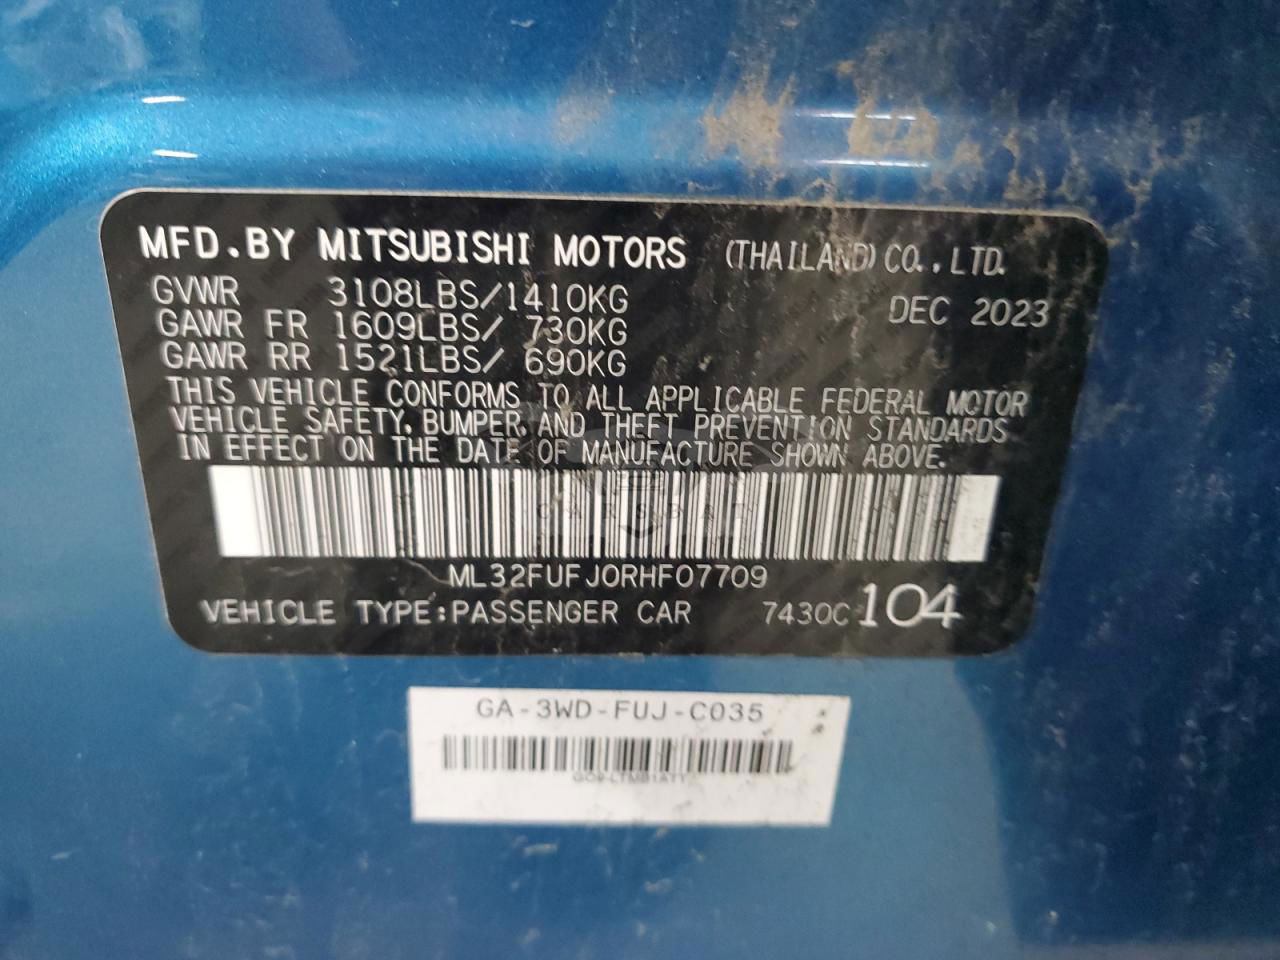 MFD.BY MITSUBISHI MOTORS (THAILAND) CO., LTD.
GVWR 3108LBS/1410KG DEC 2023
GAWR FR 1609LBS/ 730KG
GAWR RR 1521LBS/ 690KG
THIS VEHICLE CONFORMS TO ALL APPLICABLE FEDERAL MOTOR
VEHICLE SAFETY, BUMPER, AND THEFT PREVENTION STANDARDS
IN EFFECT ON THE DATE OF MANUFACTURE SHOWN ABOVE.
ML32FUFJ0RHF07709
VEHICLE TYPE:PASSENGER CAR 7430C 104
GA-3WD-FUJ-C035